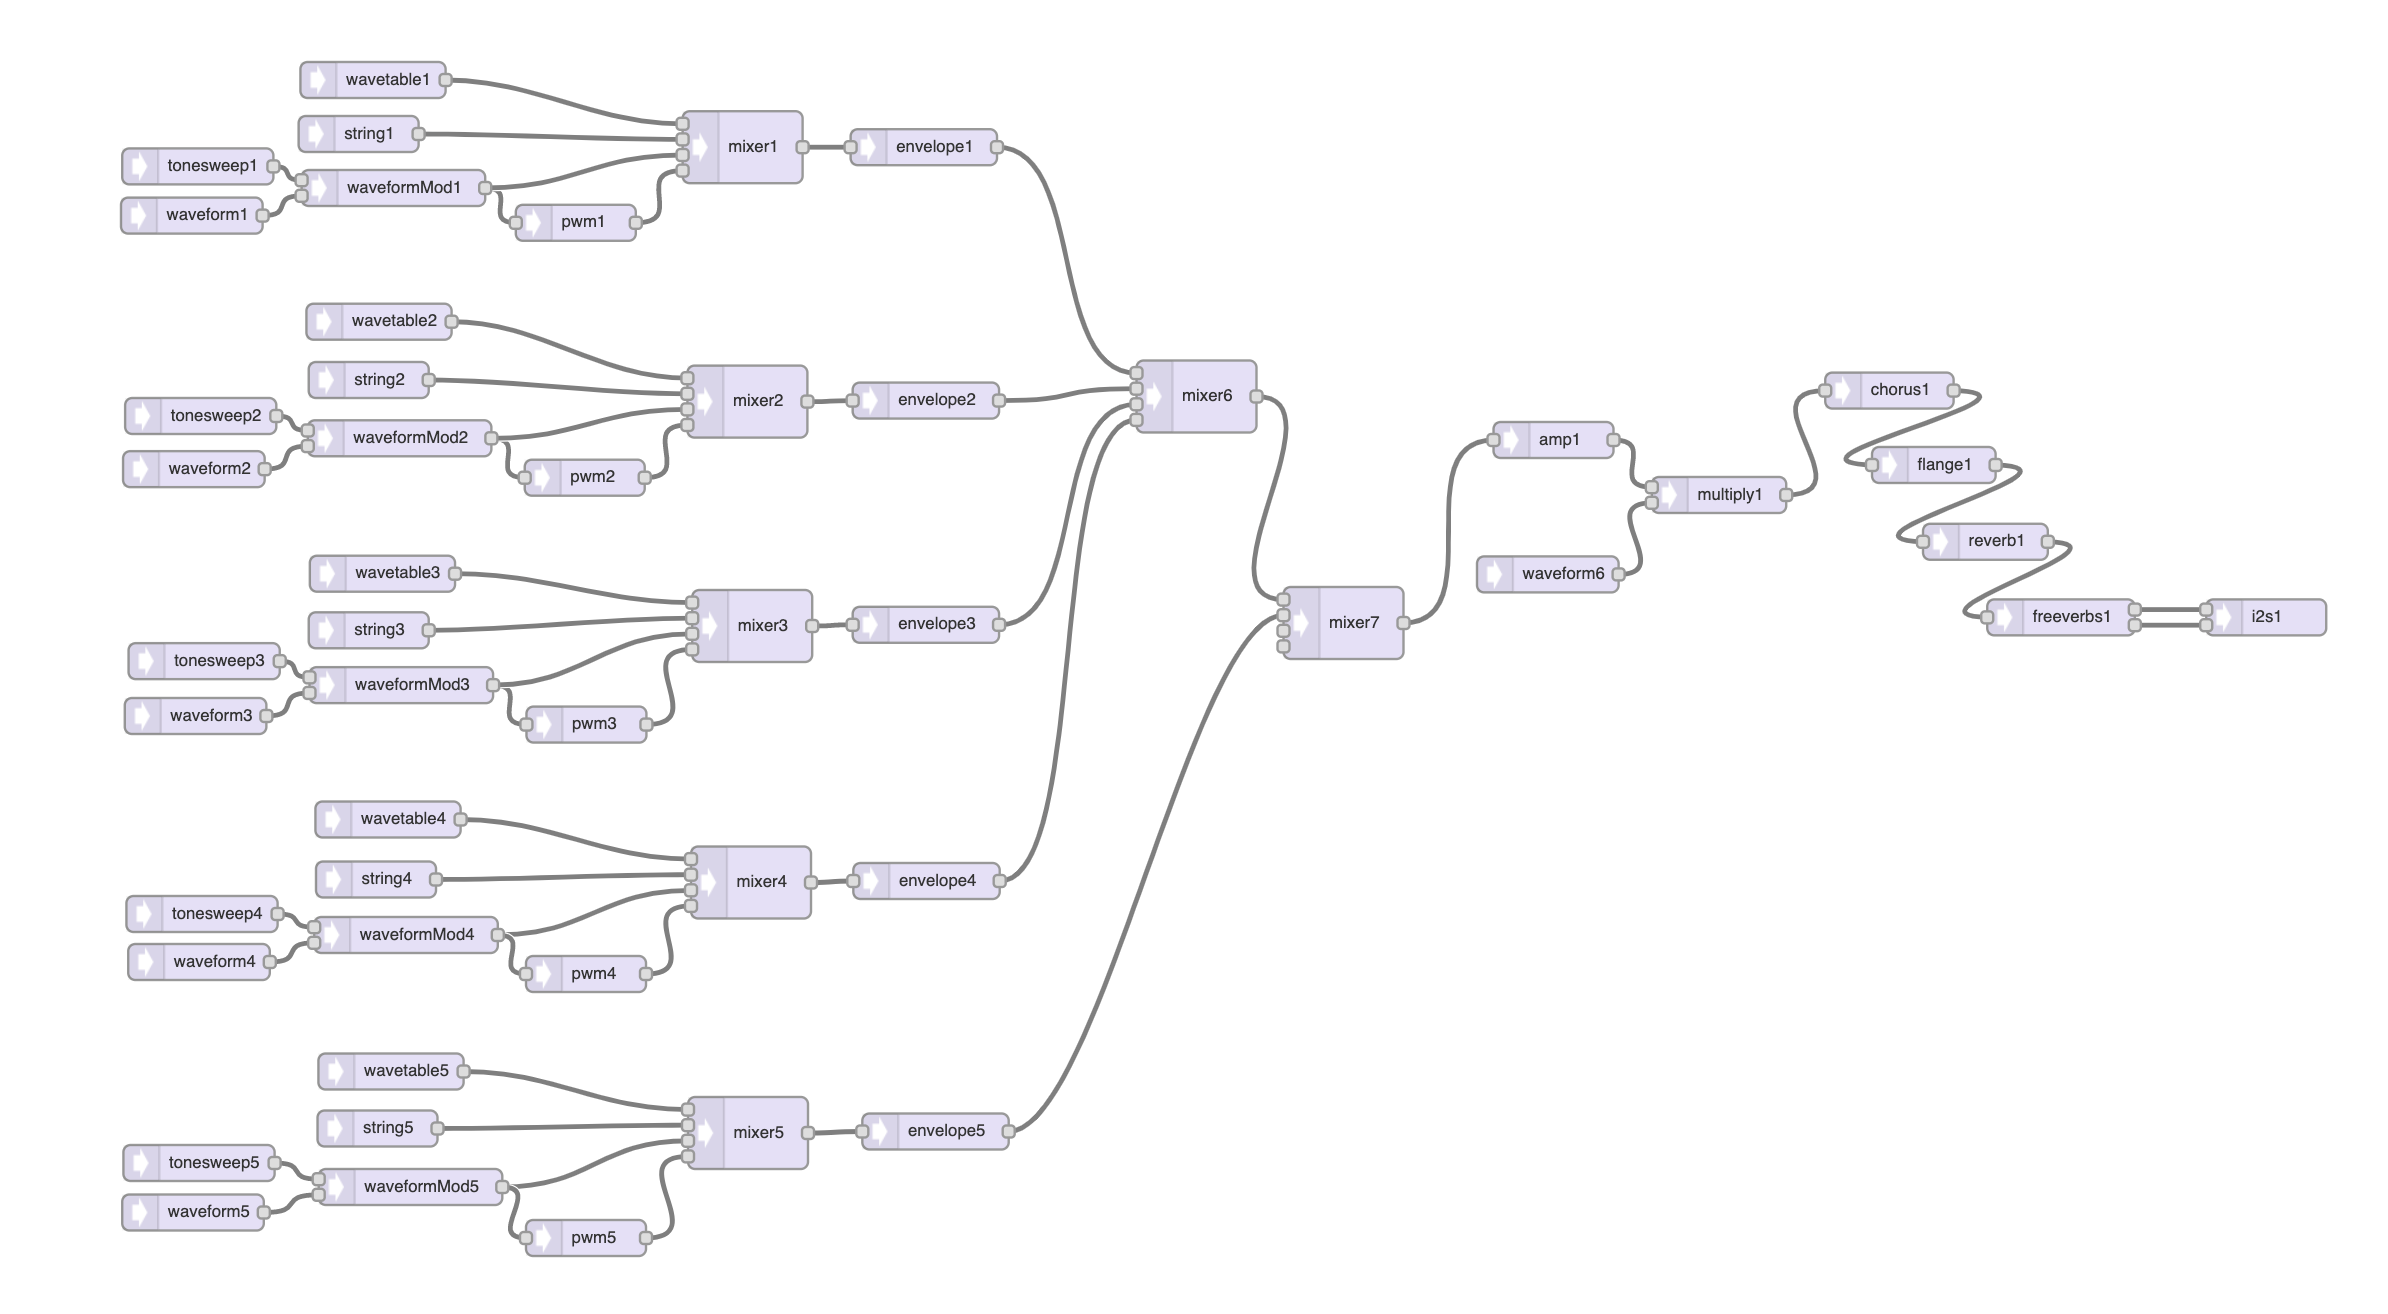 wavetable1
string1
tonesweep1
waveform1
waveformMod1
pwm1
mixer1
envelope1
wavetable2
string2
tonesweep2
waveform2
waveformMod2
pwm2
mixer2
envelope2
wavetable3
string3
tonesweep3
waveform3
waveformMod3
pwm3
mixer3
envelope3
wavetable4
string4
tonesweep4
waveform4
waveformMod4
pwm4
mixer4
envelope4
wavetable5
string5
tonesweep5
waveform5
waveformMod5
pwm5
mixer5
envelope5
mixer6
mixer7
amp1
waveform6
multiply1
chorus1
flange1
reverb1
freeverbs1
i2s1